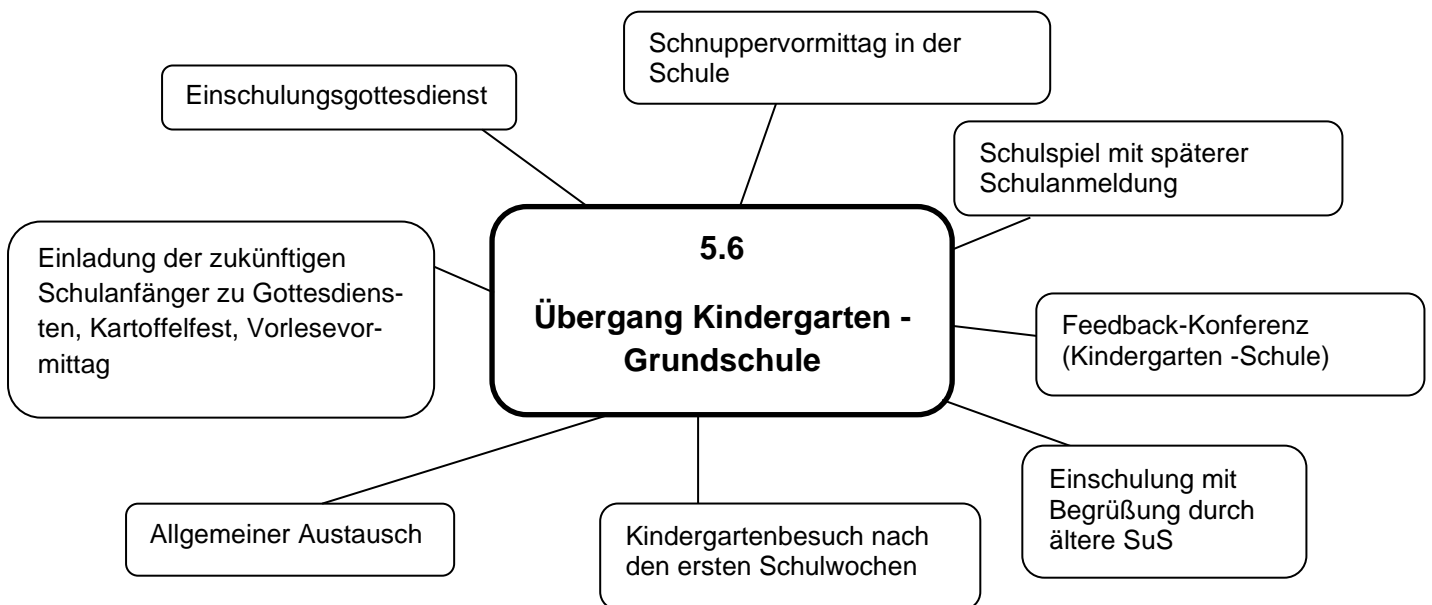 Schnuppervormittag in der
Schule
Einschulungsgottesdienst
Schulspiel mit späterer
Schulanmeldung
5.6
Übergang Kindergarten -
Grundschule
Einladung der zukünftigen
Schulanfänger zu Gottesdiens-
ten, Kartoffelfest, Vorlesevor-
mittag
Feedback-Konferenz
(Kindergarten -Schule)
Einschulung mit
Begrüßung durch
ältere SuS
Allgemeiner Austausch
Kindergartenbesuch nach
den ersten Schulwochen